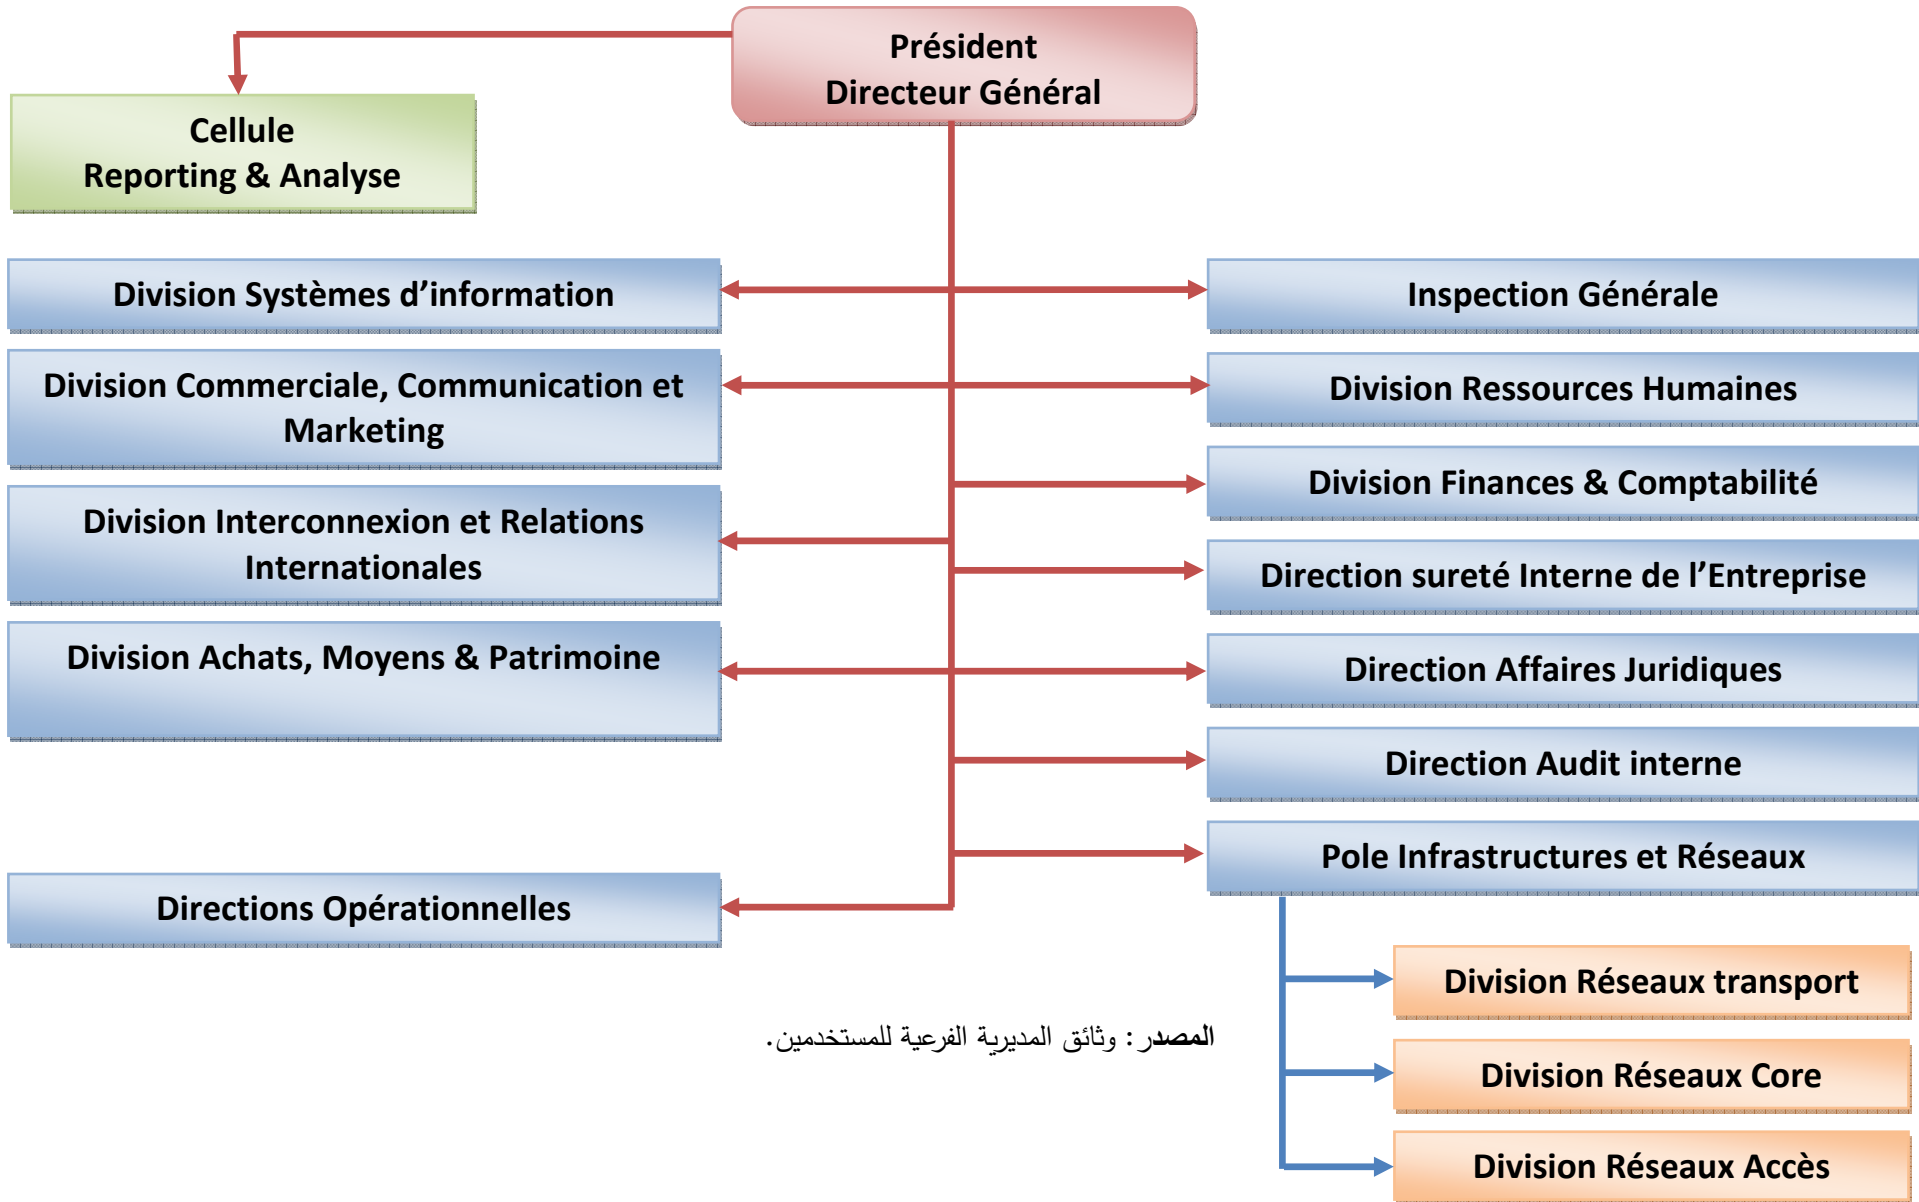 Président
Directeur Général
Cellule
Reporting & Analyse
Division Systèmes d’information
Inspection Générale
Division Commerciale, Communication et
Marketing
Division Ressources Humaines
Division Finances & Comptabilité
Division Interconnexion et Relations
Internationales
Direction sureté Interne de l’Entreprise
Division Achats, Moyens & Patrimoine
Direction Affaires Juridiques
Direction Audit interne
Pole Infrastructures et Réseaux
Directions Opérationnelles
Division Réseaux transport
المصدر: وثائق المديرية الفرعية للمستخدمين.
Division Réseaux Core
Division Réseaux Accès